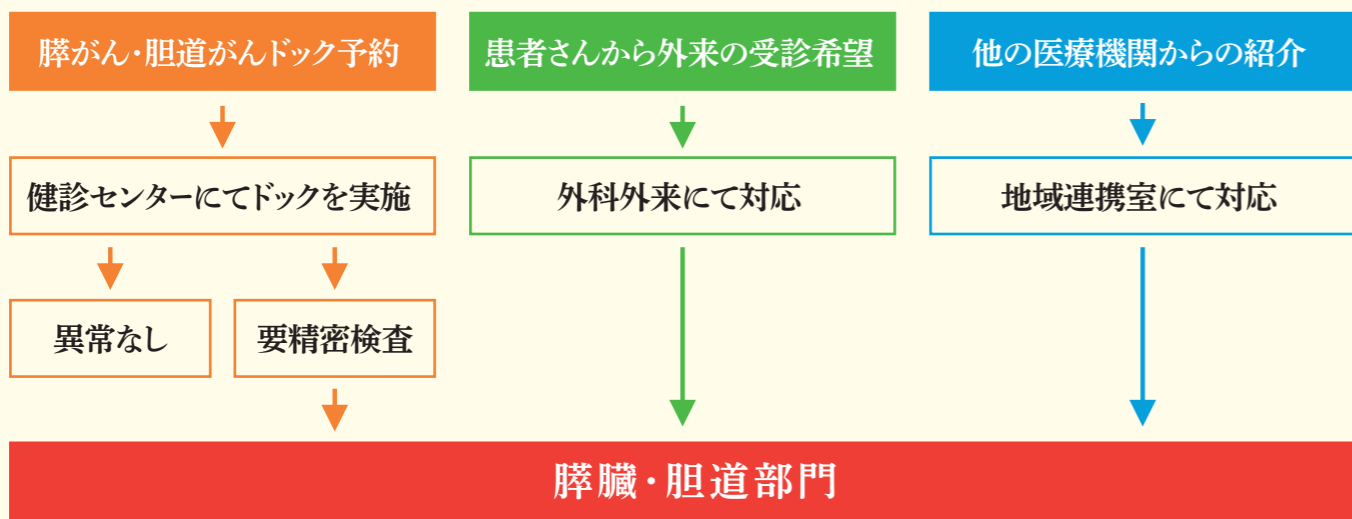 膵がん・胆道がんドック予約
患者さんから外来の受診希望
他の医療機関からの紹介
健診センターにてドックを実施
外科外来にて対応
地域連携室にて対応
異常なし
要精密検査
膵臓・胆道部門